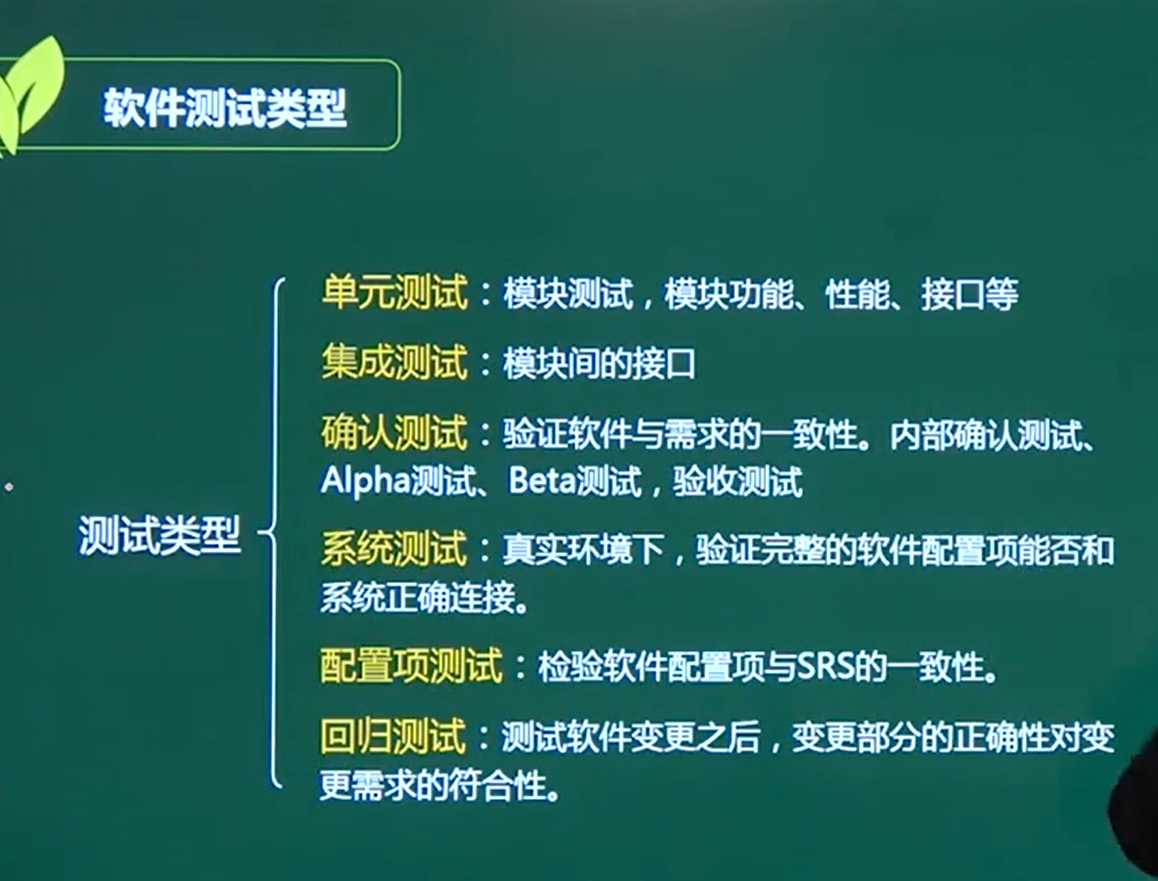 软件测试类型
单元测试：模块测试，模块功能、性能、接口等
集成测试：模块间的接口
确认测试：验证软件与需求的一致性。内部确认测试、
Alpha测试、Beta测试，验收测试
测试类型
系统测试：真实环境下，验证完整的软件配置项能否和
系统正确连接。
配置项测试：检验软件配置项与SRS的一致性。
回归测试：测试软件变更之后，变更部分的正确性对变
更需求的符合性。